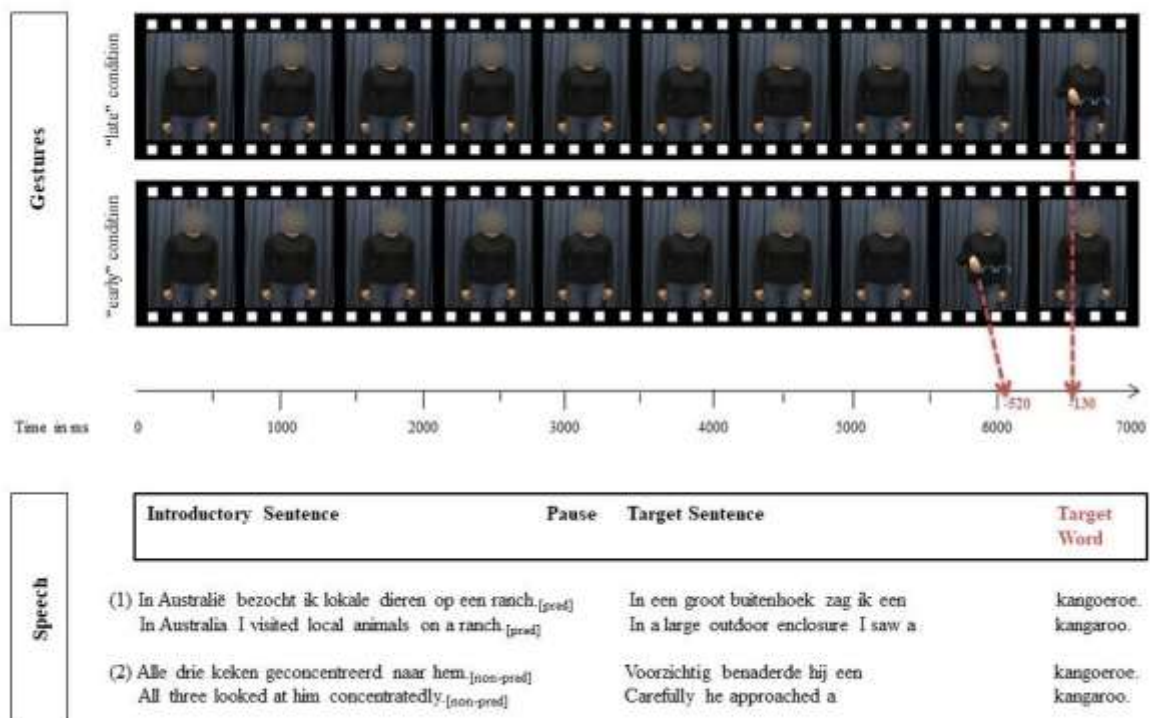 Gestures
"late" condition
"early" condition
-520
-130
Time in ms
0 1000 2000 3000 4000 5000 6000 7000
Speech
Introductory Sentence Pause Target Sentence Target
Word
(1) In Australië bezocht ik lokale dieren op een ranch.[pred] In een groot buitenhoek zag ik een kangoeroe.
In Australia I visited local animals on a ranch.[pred] In a large outdoor enclosure I saw a kangaroo.
(2) Alle drie keken geconcentreerd naar hem.[non-pred] Voorzichtig benaderde hij een kangoeroe.
All three looked at him concentratedly.[non-pred] Carefully he approached a kangaroo.